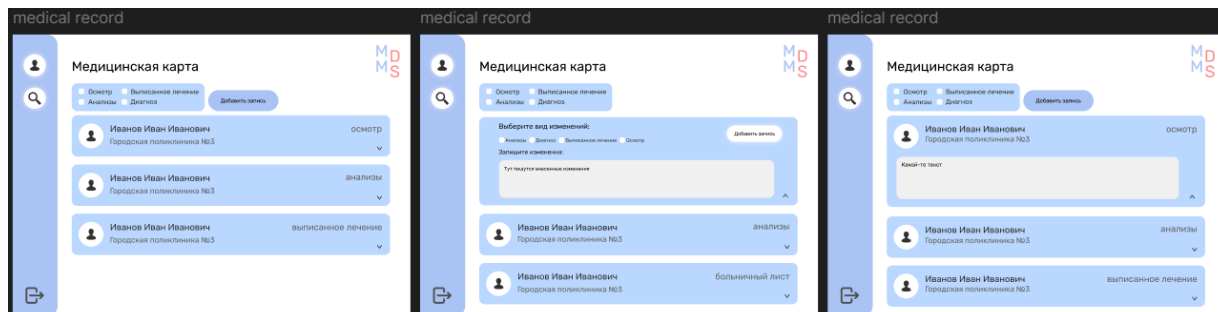 medical record
MD
MS
Медицинская карта
Осмотр Выписанное лечение
Анализы Диагноз
Добавить запись
Иванов Иван Иванович
осмотр
Городская поликлиника №3
Иванов Иван Иванович
анализы
Городская поликлиника №3
Иванов Иван Иванович
выписанное лечение
Городская поликлиника №3
medical record
MD
MS
Медицинская карта
Осмотр Выписанное лечение
Анализы Диагноз
Выберите вид изменений:
Добавить запись
Анализы Диагноз Выписанное лечение Осмотр
Запишите изменения:
Тут пишутся внесенные изменения
Иванов Иван Иванович
анализы
Городская поликлиника №3
Иванов Иван Иванович
больничный лист
Городская поликлиника №3
medical record
MD
MS
Медицинская карта
Осмотр Выписанное лечение
Анализы Диагноз
Добавить запись
Иванов Иван Иванович
осмотр
Городская поликлиника №3
Какой-то текст
Иванов Иван Иванович
анализы
Городская поликлиника №3
Иванов Иван Иванович
выписанное лечение
Городская поликлиника №3